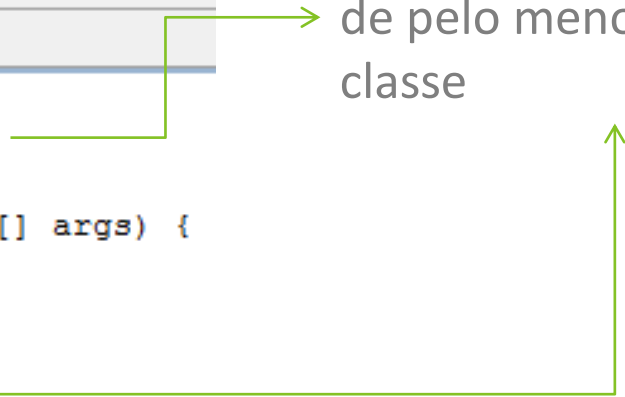 de pelo meno
classe
[] args) {